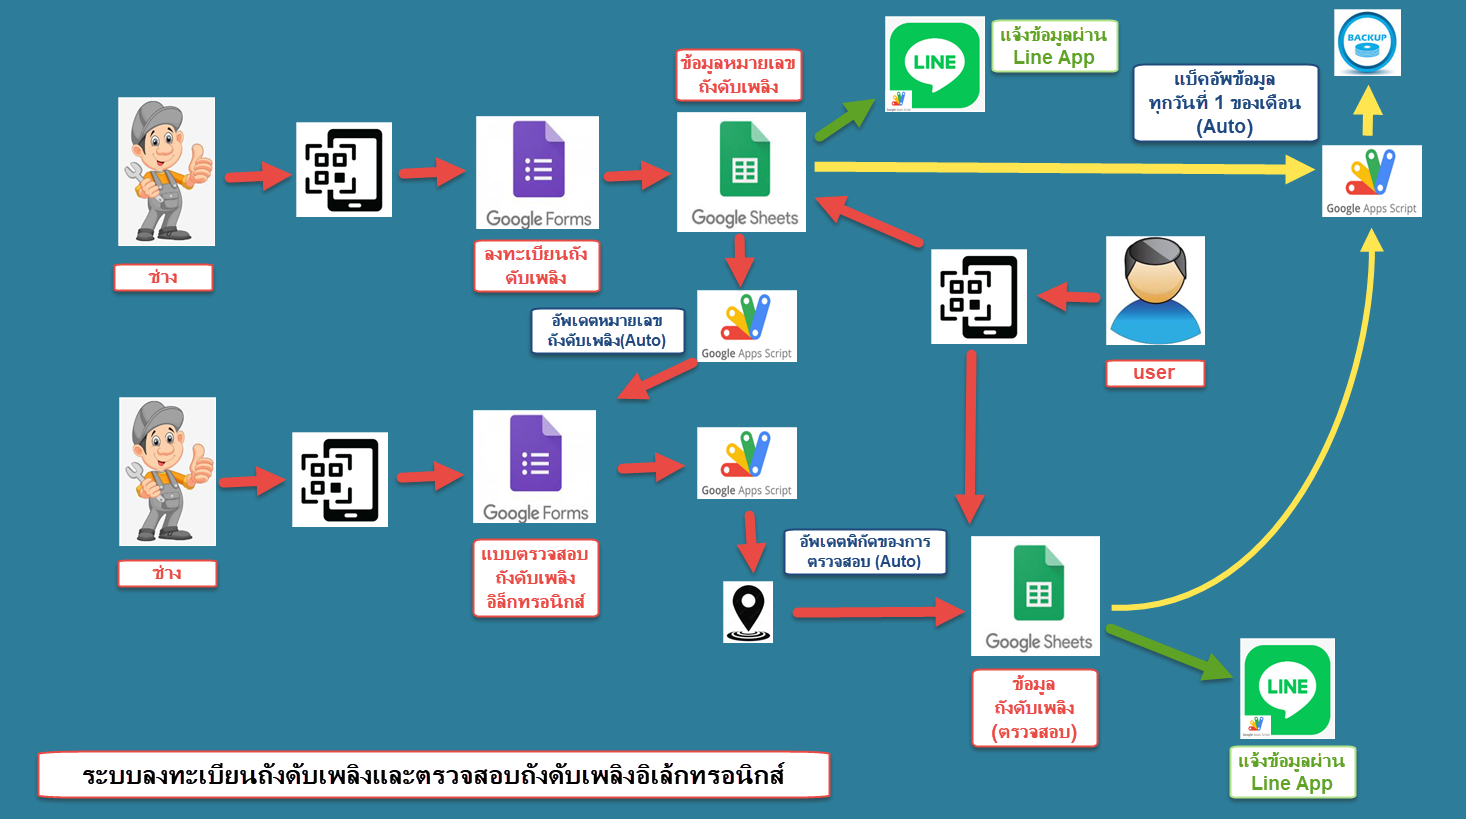 ข้อมูลหมายเลข
ถังดับเพลิง
LINE
Google Apps Script
แจ้งข้อมูลผ่าน
Line App
BACKUP
แบ็คอัพข้อมูล
ทุกวันที่ 1 ของเดือน
(Auto)
Google Apps Script
ช่าง
Google Forms
ลงทะเบียนถัง
ดับเพลิง
Google Sheets
อัพเดตหมายเลข
ถังดับเพลิง(Auto)
Google Apps Script
user
ช่าง
Google Forms
แบบตรวจสอบ
ถังดับเพลิง
อิล็กทรอนิกส์
Google Apps Script
อัพเดตพิกัดของการ
ตรวจสอบ (Auto)
Google Sheets
ข้อมูล
ถังดับเพลิง
(ตรวจสอบ)
LINE
Google Apps Script
แจ้งข้อมูลผ่าน
Line App
ระบบลงทะเบียนถังดับเพลิงและตรวจสอบถังดับเพลิงอิเล้กทรอนิกส์